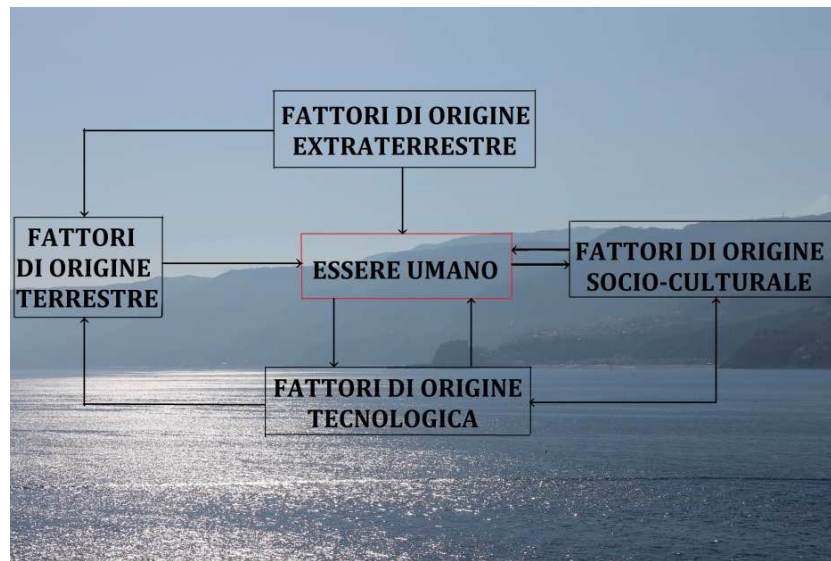 FATTORI DI ORIGINE
EXTRATERRESTRE
FATTORI
DI ORIGINE
TERRESTRE
ESSERE UMANO
FATTORI DI ORIGINE
SOCIO-CULTURALE
FATTORI DI ORIGINE
TECNOLOGICA